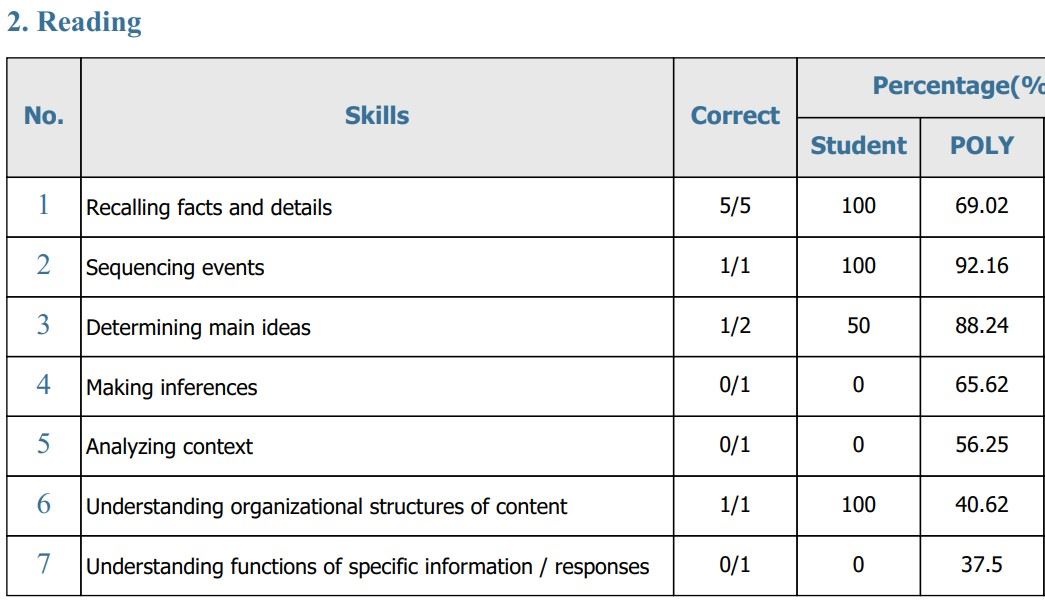 2. Reading
No. Skills Correct Percentage(%
Student POLY
1 Recalling facts and details 5/5 100 69.02
2 Sequencing events 1/1 100 92.16
3 Determining main ideas 1/2 50 88.24
4 Making inferences 0/1 0 65.62
5 Analyzing context 0/1 0 56.25
6 Understanding organizational structures of content 1/1 100 40.62
7 Understanding functions of specific information / responses 0/1 0 37.5